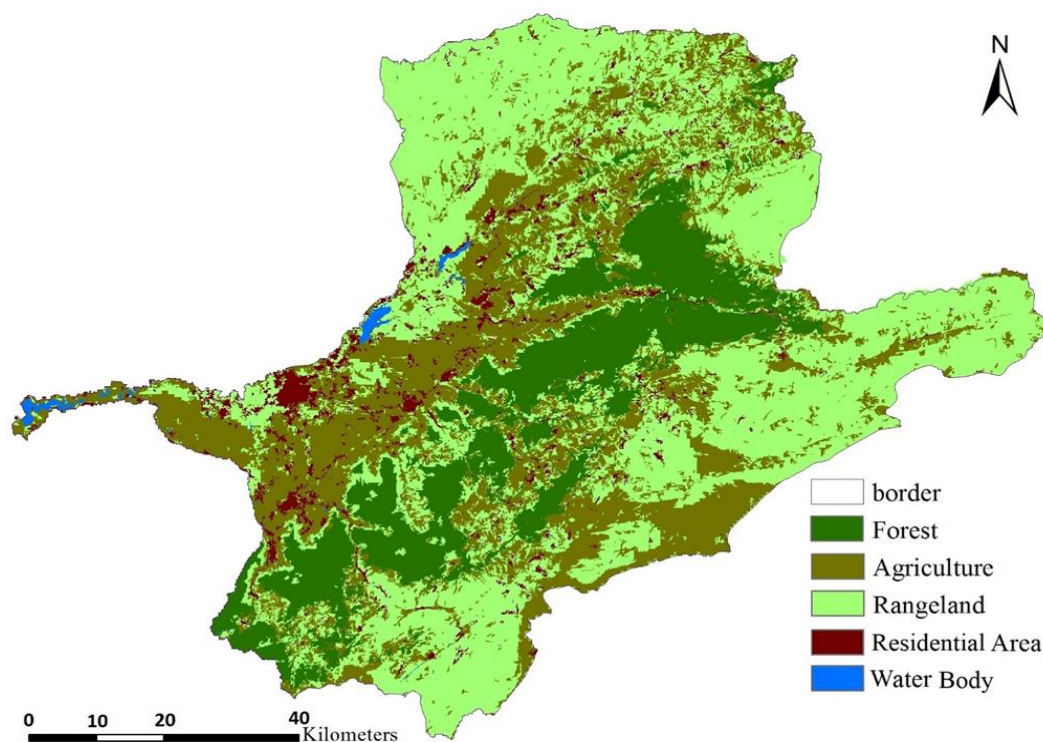 N
border
Forest
Agriculture
Rangeland
Residential Area
Water Body
0 10 20 40
Kilometers